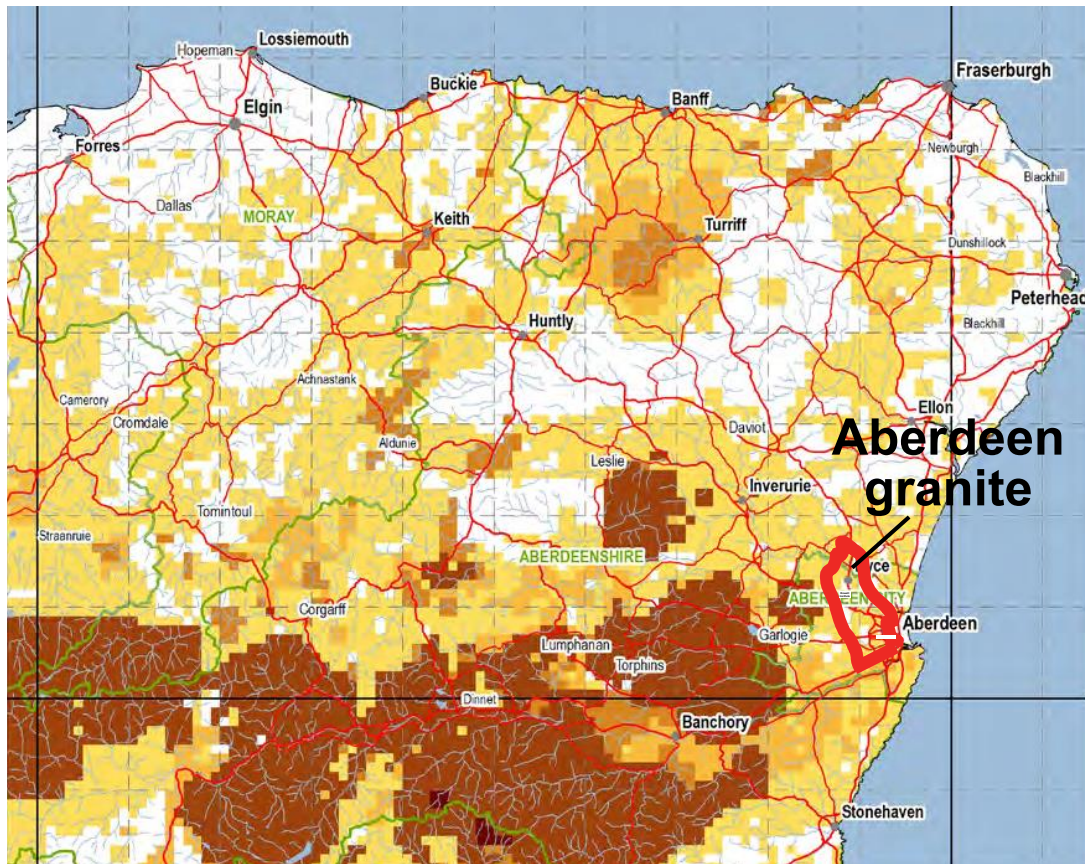 Hopeman
Lossiemouth
Buckie
Fraserburgh
Elgin
Banff
Forres
Newburgh
Blackhill
Dallas
MORAY
Keith
Turriff
Dunshillock
Peterhead
Huntly
Blackhill
Achnastank
Camerory
Cromdale
Ellon
Aldunie
Daviot
Aberdeen
granite
Leslie
Inverurie
Tomintoul
Straanruie
ABERDEENSHIRE
Corgarff
Aberdeen
Garlogie
Lumphanan
Torphins
Dinnet
Banchory
Stonehaven